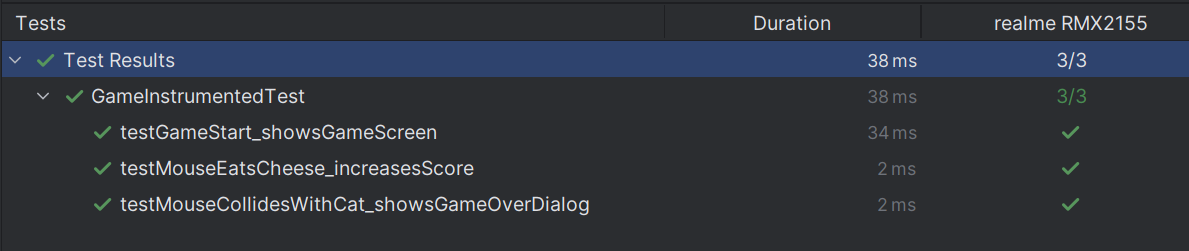 Tests Duration realme RMX2155
Test Results 38 ms 3/3
GameInstrumentedTest 38 ms 3/3
testGameStart_showsGameScreen 34 ms
testMouseEatsCheese_increasesScore 2 ms
testMouseCollidesWithCat_showsGameOverDialog 2 ms